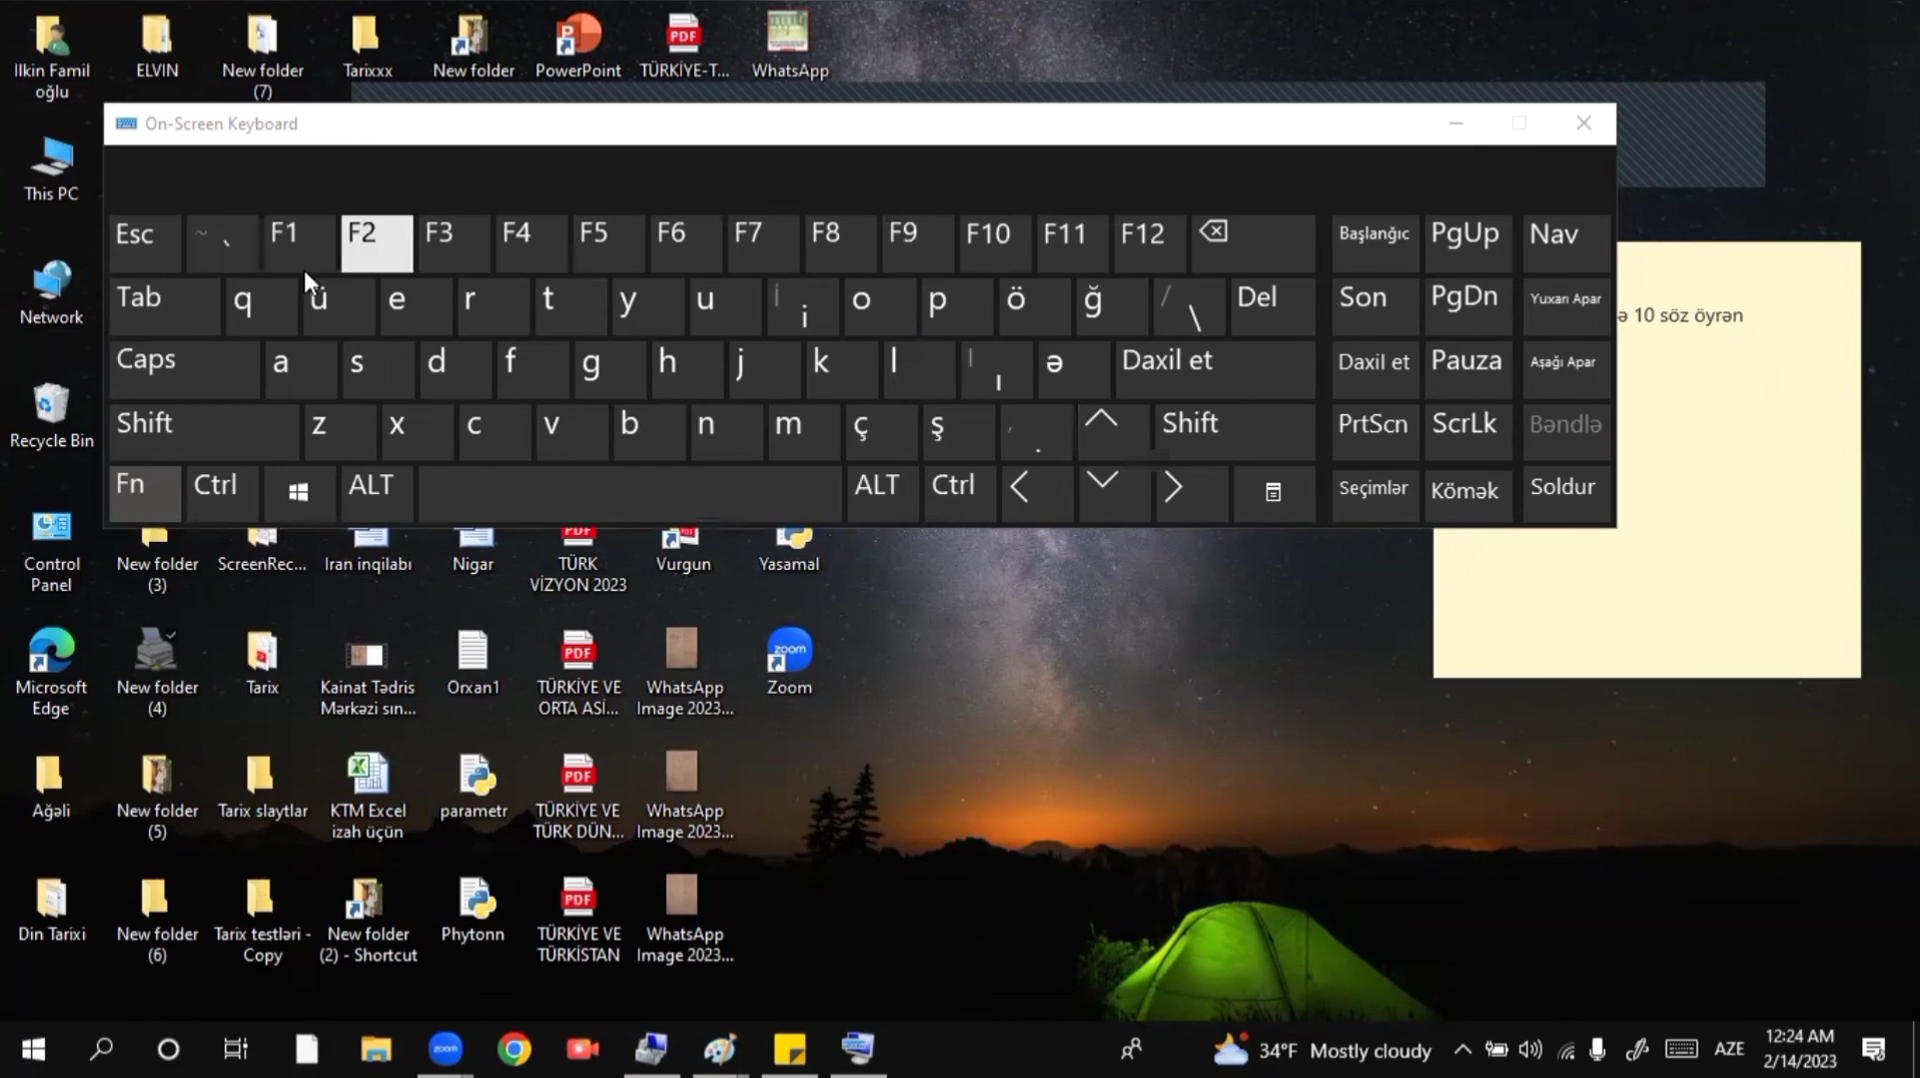 Ilkin Famil
oğlu
ELVIN
New folder
(7)
Tarixxx
New folder
PowerPoint
TÜRKİYE-T...
WhatsApp
On-Screen Keyboard
Esc ~ ` F1 F2 F3 F4 F5 F6 F7 F8 F9 F10 F11 F12 Başlanğıc PgUp Nav
Tab q ü e r t y u İ i o p ö ğ / \ Del Son PgDn Yuxarı Apar
Caps a s d f g h j k l I ı ə Daxil et Daxil et Pauza Aşağı Apar
Shift z x c v b n m ç ş , . Shift PrtScn ScrLk Bəndlə
Fn Ctrl ALT ALT Ctrl Seçimlər Kömək Soldur
ə 10 söz öyrən
This PC
Network
Recycle Bin
Control
Panel
New folder
(3)
ScreenRec...
Iran inqilabı
Nigar
TÜRK
VİZYON 2023
Vurgun
Yasamal
Microsoft
Edge
New folder
(4)
Tarix
Kainat Tədris
Mərkəzi sın...
Orxan1
PDF
TÜRKİYE VE
ORTA ASİ...
WhatsApp
Image 2023...
zoom
Zoom
Ağəli
New folder
(5)
Tarix slaytlar
KTM Excel
izah üçün
parametr
PDF
TÜRKİYE VE
TÜRK DÜN...
WhatsApp
Image 2023...
Din Tarixi
New folder
(6)
Tarix testləri -
Copy
New folder
(2) - Shortcut
Phytonn
PDF
TÜRKİYE VE
TÜRKİSTAN
WhatsApp
Image 2023...
zoom
34°F Mostly cloudy
AZE
12:24 AM
2/14/2023